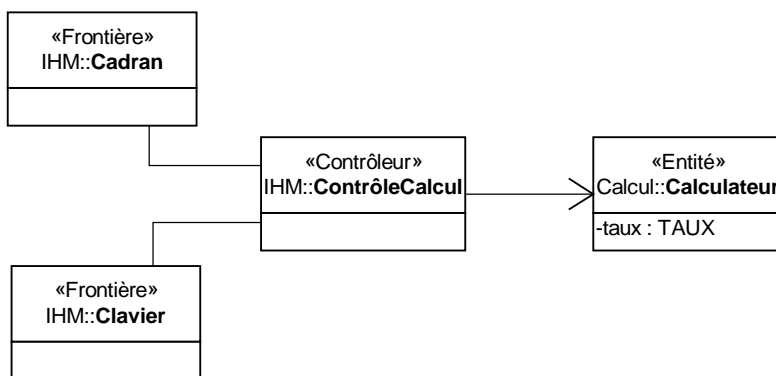 «Frontière»
IHM::Cadran
«Contrôleur»
IHM::ContrôleCalcul
«Entité»
Calcul::Calculateur
-taux : TAUX
«Frontière»
IHM::Clavier